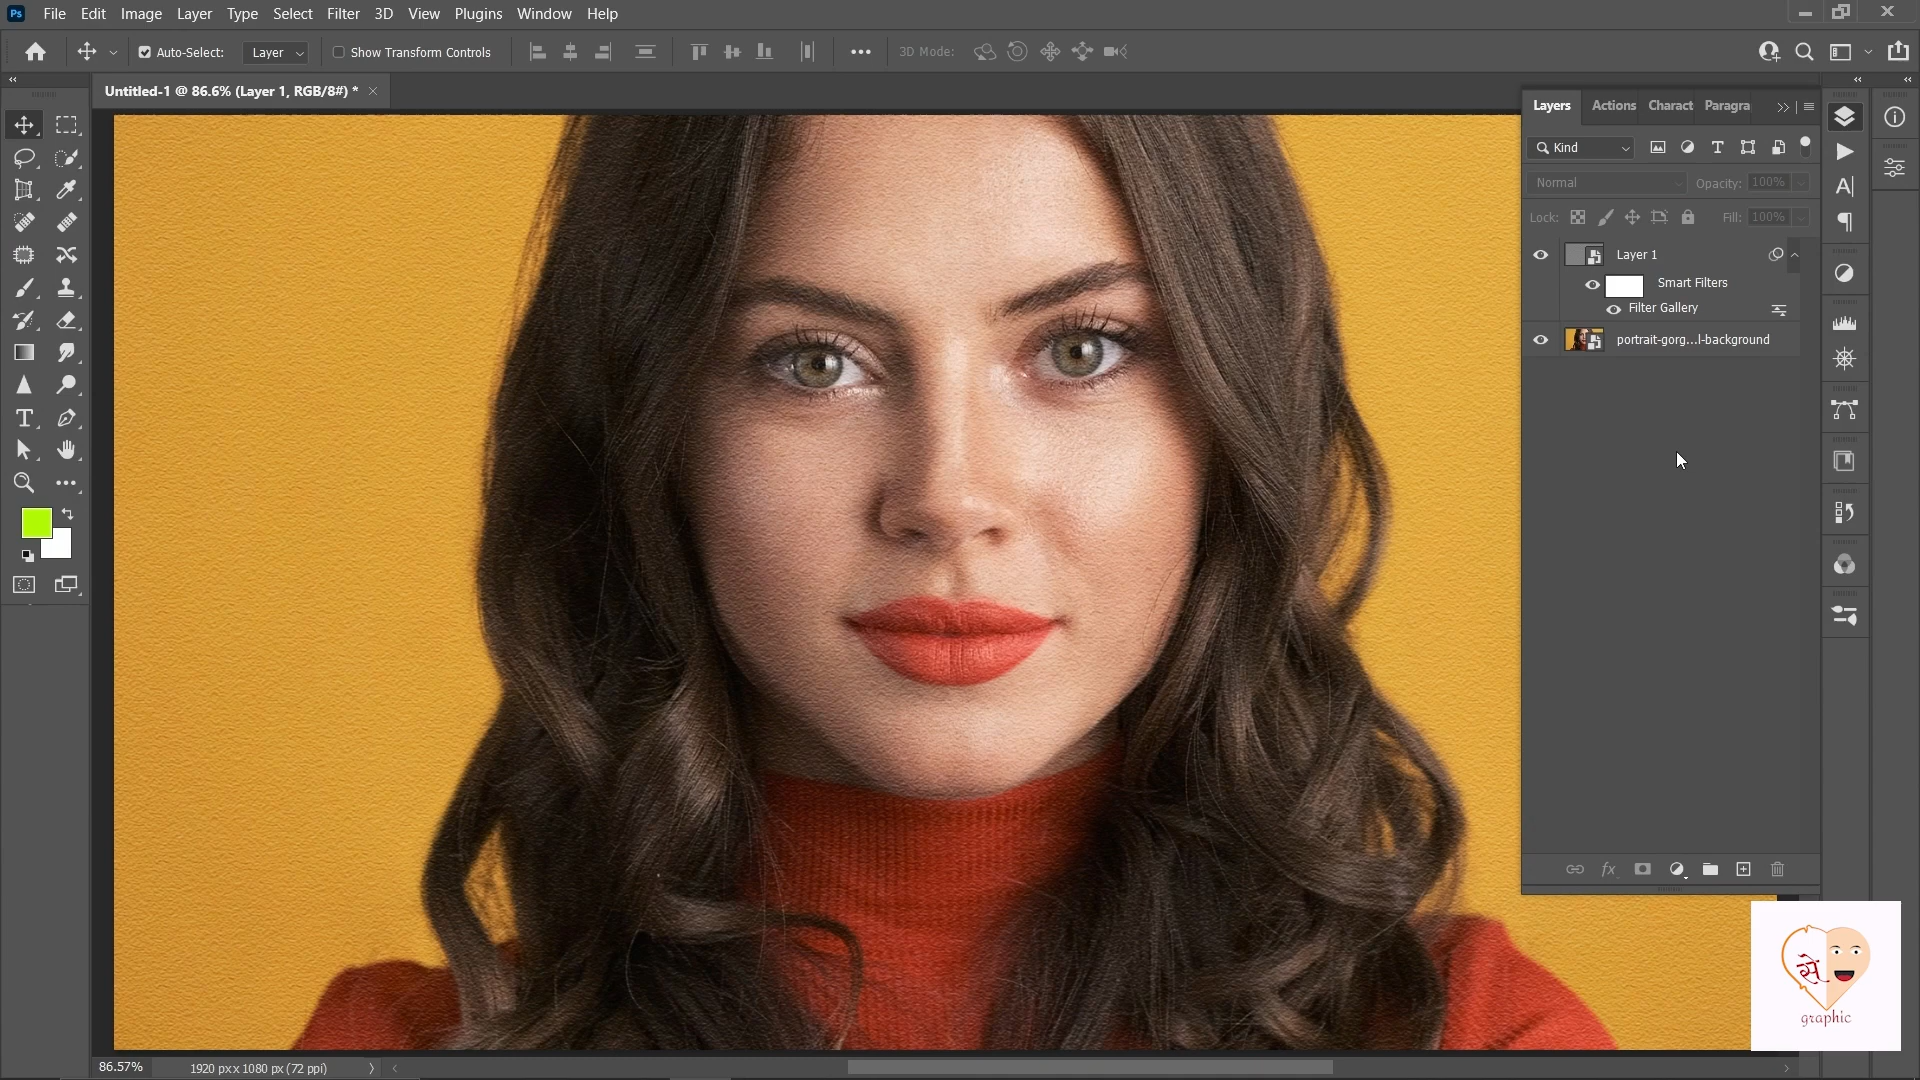 Ps File Edit Image Layer Type Select Filter 3D View Plugins Window Help
Auto-Select: Layer Show Transform Controls 3D Mode:
Untitled-1 @ 86.6% (Layer 1, RGB/8#) *
Layers Actions Charact Paragra
Kind
Normal Opacity: 100%
Lock: Fill: 100%
Layer 1
Smart Filters
Filter Gallery
portrait-gorg...l-background
से
graphic
86.57% 1920 px x 1080 px (72 ppi)